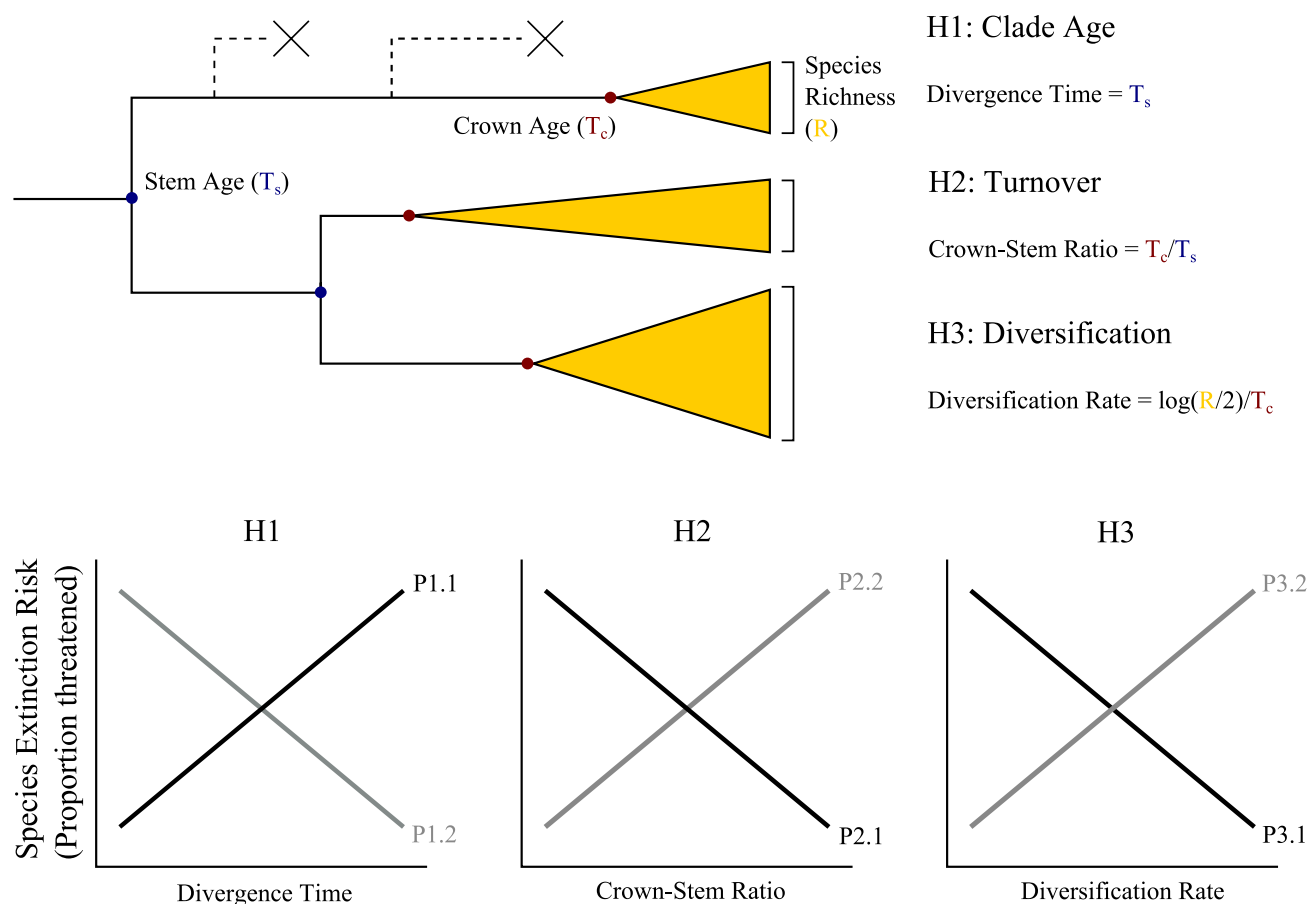 H1: Clade Age
Divergence Time = Ts
Species
Richness
(R)
Crown Age (Tc)
Stem Age (Ts)
H2: Turnover
Crown-Stem Ratio = Tc/Ts
H3: Diversification
Diversification Rate = log(R/2)/Tc
H1
H2
H3
Species Extinction Risk
(Proportion threatened)
P1.1
P1.2
Divergence Time
P2.2
P2.1
Crown-Stem Ratio
P3.2
P3.1
Diversification Rate